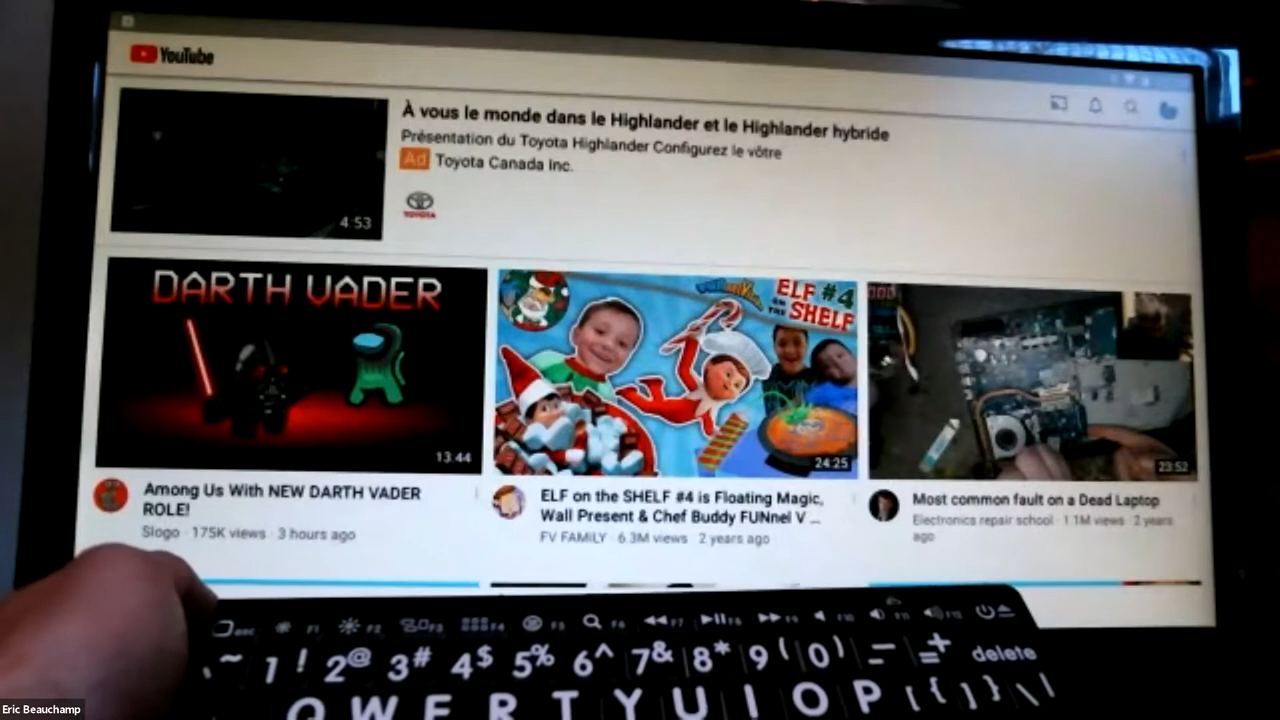 YouTube
À vous le monde dans le Highlander et le Highlander hybride
Présentation du Toyota Highlander Configurez le vôtre
Ad Toyota Canada Inc.
4:53
TOYOTA
DARTH VADER
13:44
ELF #4
ON THE SHELF
24:25
23:52
Among Us With NEW DARTH VADER
ROLE!
Slogo · 175K views · 3 hours ago
ELF on the SHELF #4 is Floating Magic,
Wall Present & Chef Buddy FUNnel V ...
FV FAMILY · 6.3M views · 2 years ago
Most common fault on a Dead Laptop
Electronics repair school · 1.1M views · 2 years
ago
esc F1 F2 F3 F4 F5 F6 F7 F8 F9 F10 F11 F12
~ 1 ! 2 @ 3 # 4 $ 5 % 6 ^ 7 & 8 * 9 ( 0 ) - + = delete
Q W E R T Y U I O P [ { ] } \ |
Eric Beauchamp